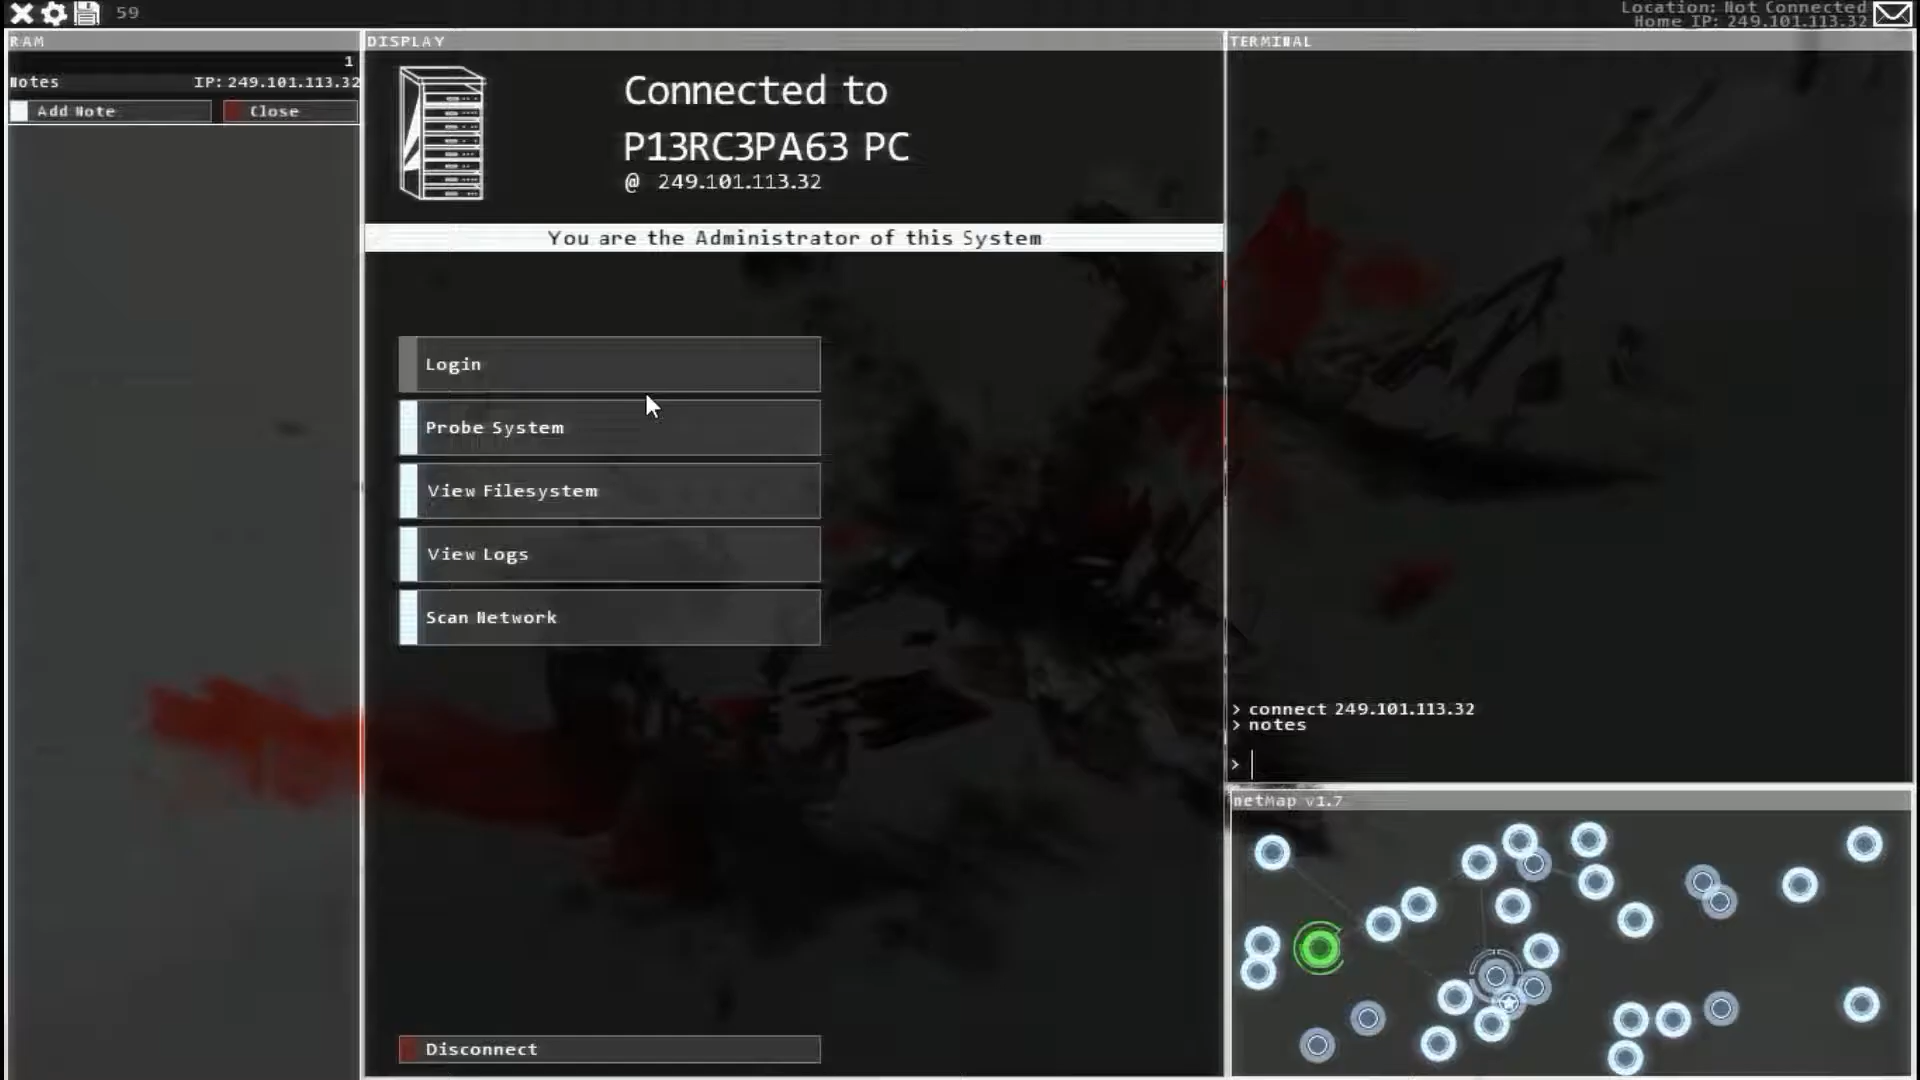 59
Location: Not Connected
Home IP: 249.101.113.32
RAM
1
Notes IP: 249.101.113.32
Add Note
Close
DISPLAY
Connected to
P13RC3PA63 PC
@ 249.101.113.32
You are the Administrator of this System
Login
Probe System
View Filesystem
View Logs
Scan Network
Disconnect
TERMINAL
> connect 249.101.113.32
> notes
>
netMap v1.7